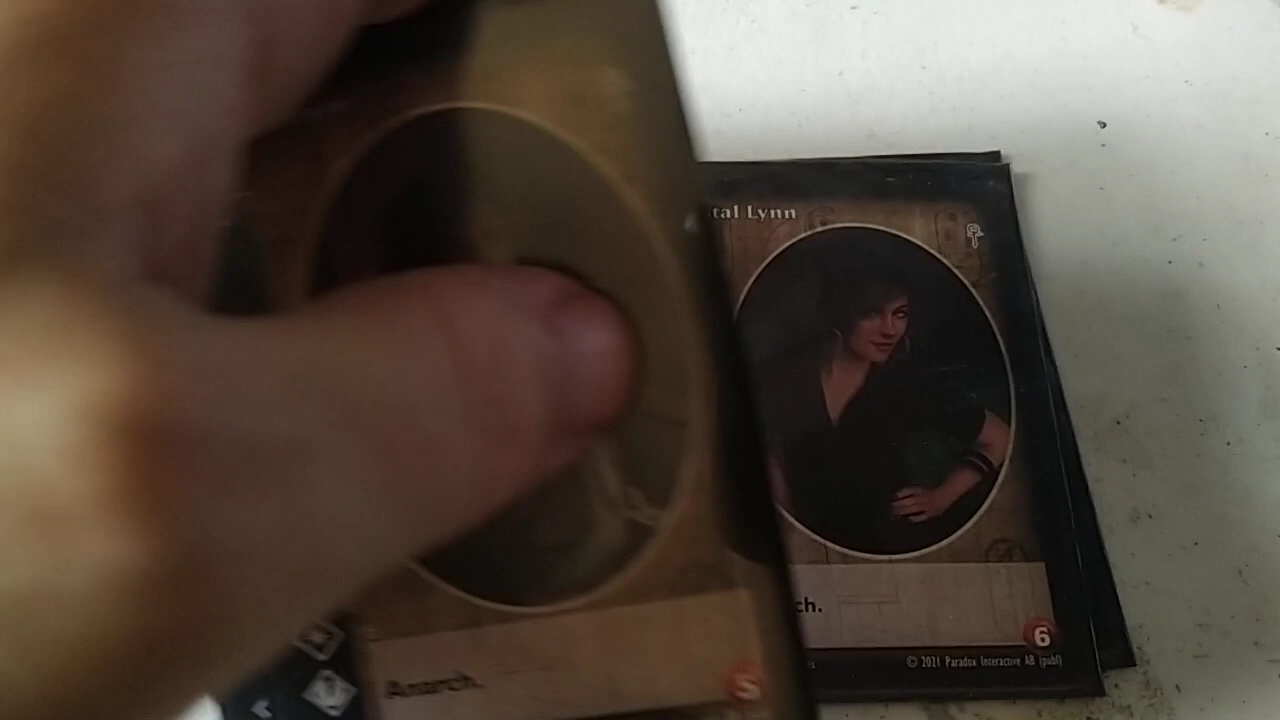 tal Lynn
ch.
6
© 2021 Paradox Interactive AB (publ)
Anarch.
5